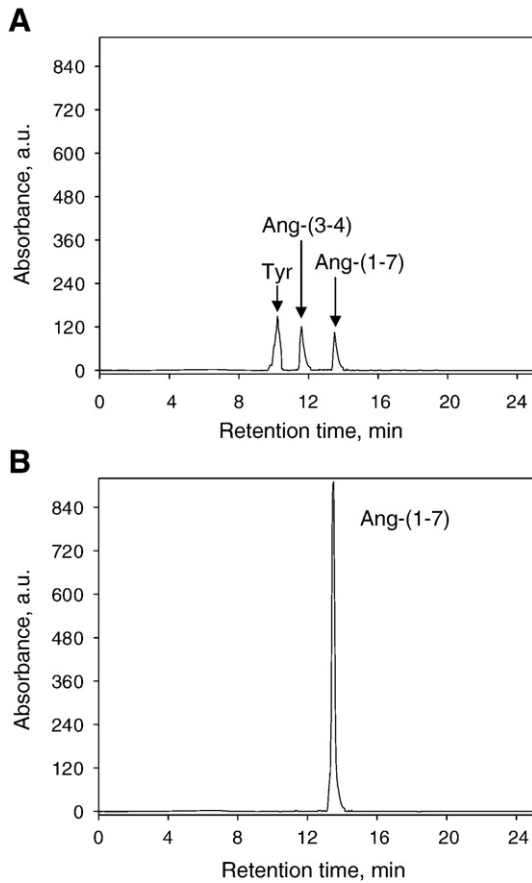 A
Absorbance, a.u.
840
720
600
480
360
240
120
0
Ang-(3-4)
Tyr
Ang-(1-7)
0 4 8 12 16 20 24
Retention time, min
B
Absorbance, a.u.
840
720
600
480
360
240
120
0
Ang-(1-7)
0 4 8 12 16 20 24
Retention time, min